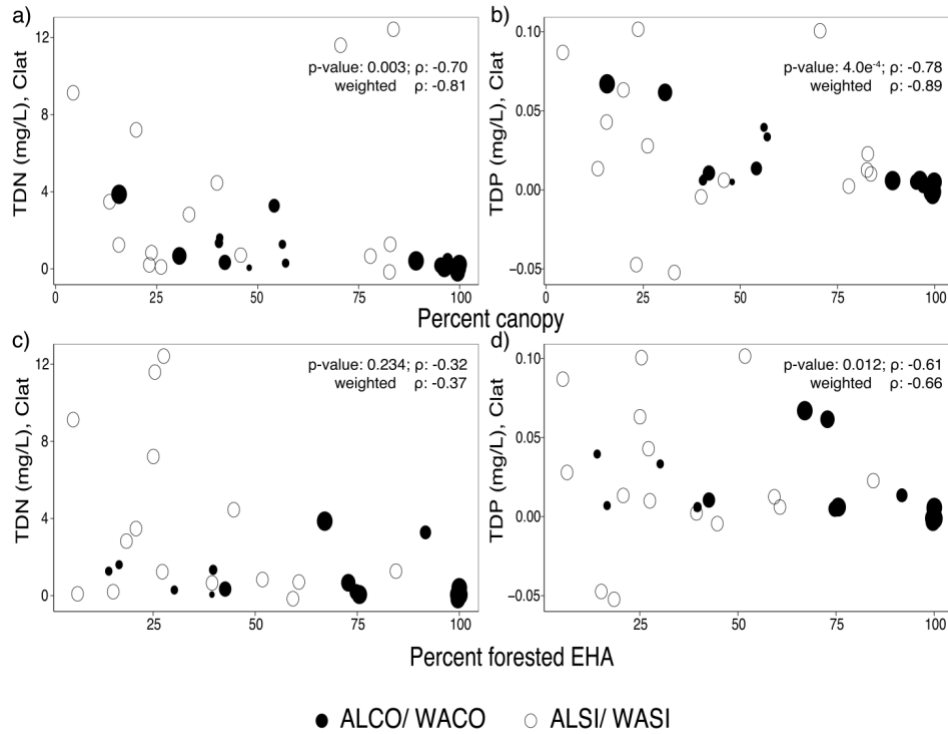 a)
12
8
4
0
TDN (mg/L), Clat
p-value: 0.003; ρ: -0.70
weighted ρ: -0.81
0 25 50 75 100
b)
0.10
0.05
0.00
−0.05
TDP (mg/L), Clat
p-value: 4.0e⁻⁴; ρ: -0.78
weighted ρ: -0.89
0 25 50 75 100
Percent canopy
c)
12
8
4
0
TDN (mg/L), Clat
p-value: 0.234; ρ: -0.32
weighted ρ: -0.37
25 50 75 100
d)
0.10
0.05
0.00
−0.05
TDP (mg/L), Clat
p-value: 0.012; ρ: -0.61
weighted ρ: -0.66
25 50 75 100
Percent forested EHA
ALCO/ WACO ALSI/ WASI